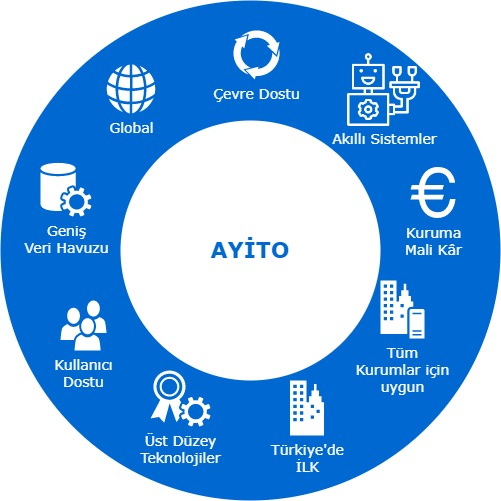 Çevre Dostu
Akıllı Sistemler
Kuruma
Mali Kâr
Tüm
Kurumlar için
uygun
Türkiye'de
İLK
Üst Düzey
Teknolojiler
Kullanıcı
Dostu
Geniş
Veri Havuzu
Global
AYİTO